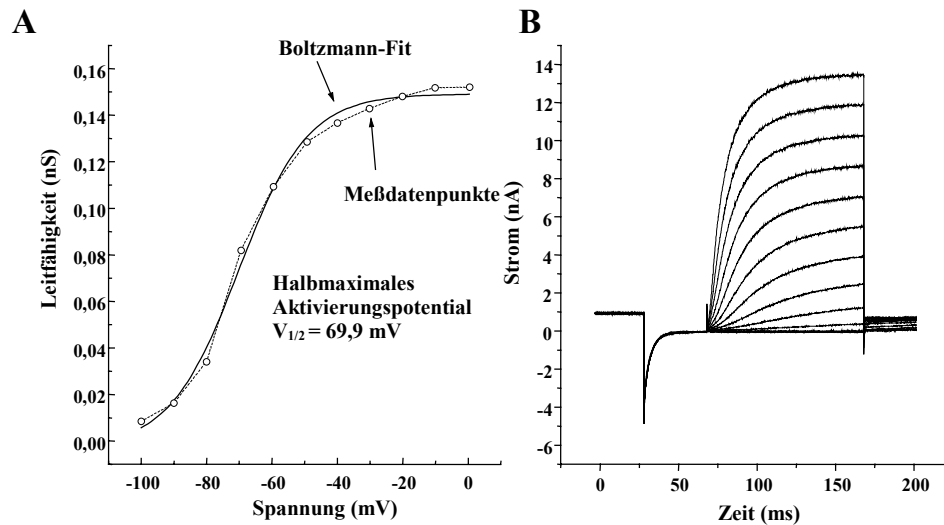 A
Boltzmann-Fit
0,16
0,14
0,12
0,10
0,08
0,06
0,04
0,02
0,00
Leitfähigkeit (nS)
Meßdatenpunkte
Halbmaximales
Aktivierungspotential
V1/2 = 69,9 mV
-100 -80 -60 -40 -20 0
Spannung (mV)
B
14
12
10
8
6
4
2
0
-2
-4
-6
Strom (nA)
0 50 100 150 200
Zeit (ms)